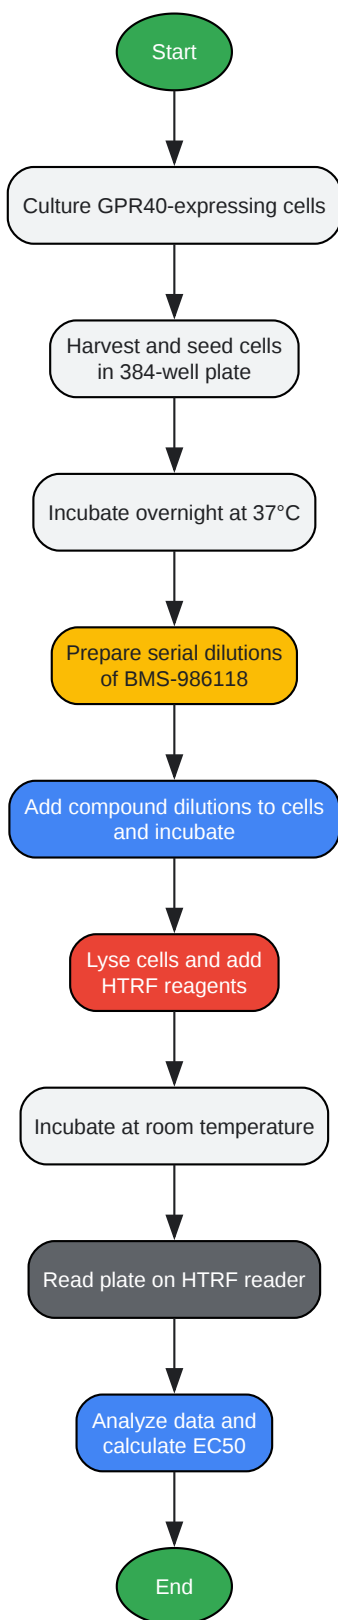 Start
Culture GPR40-expressing cells
Harvest and seed cells
in 384-well plate
Incubate overnight at 37°C
Prepare serial dilutions
of BMS-986118
Add compound dilutions to cells
and incubate
Lyse cells and add
HTRF reagents
Incubate at room temperature
Read plate on HTRF reader
Analyze data and
calculate EC50
End